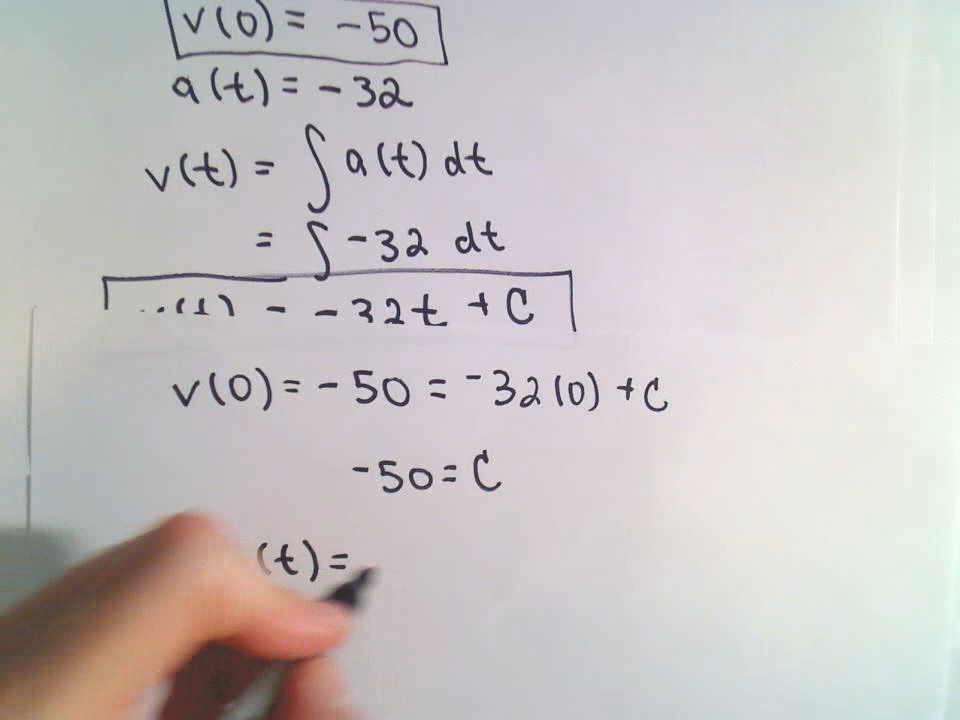 v(0) = -50
a(t) = -32
v(t) = ∫ a(t) dt
= ∫ -32 dt
= -32t + C
v(0) = -50 = -32(0) + C
-50 = C
(t) =